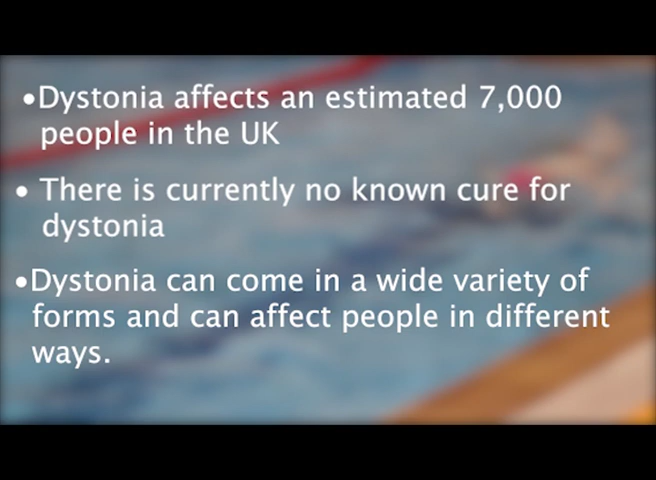 •Dystonia affects an estimated 7,000
people in the UK
• There is currently no known cure for
dystonia
•Dystonia can come in a wide variety of
forms and can affect people in different
ways.